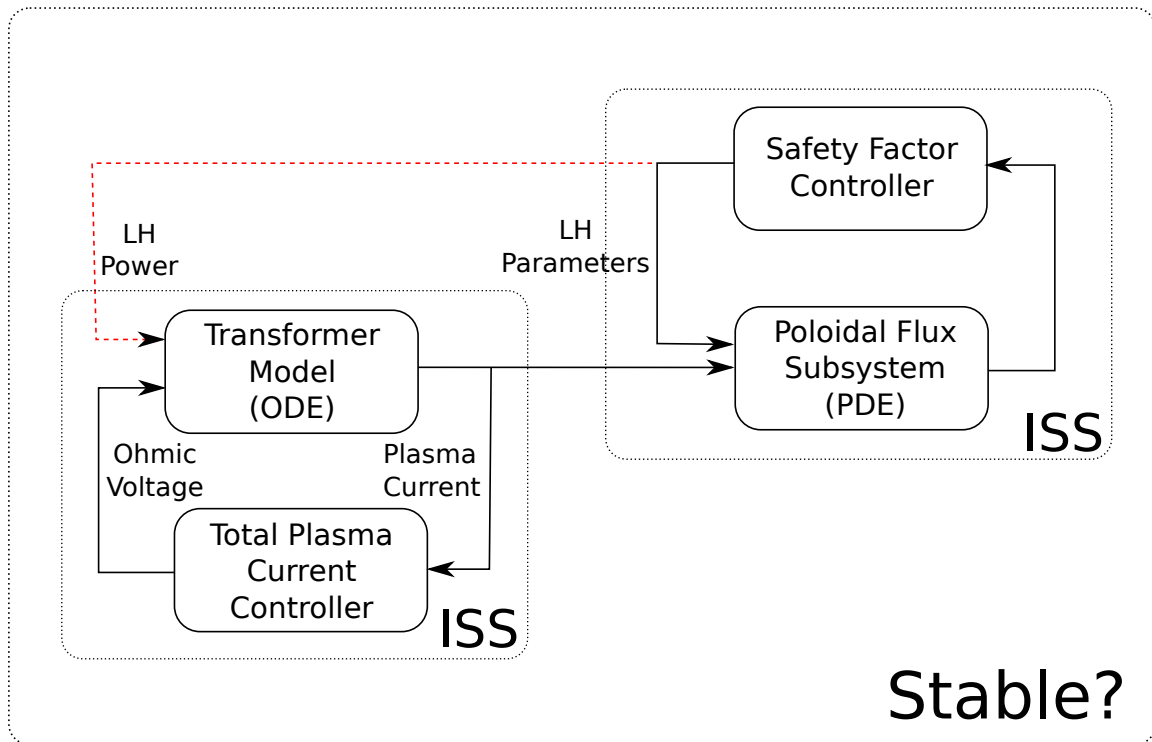 Safety Factor
Controller
LH
Power
LH
Parameters
Transformer
Model
(ODE)
Poloidal Flux
Subsystem
(PDE)
ISS
Ohmic
Voltage
Plasma
Current
Total Plasma
Current
Controller
ISS
Stable?